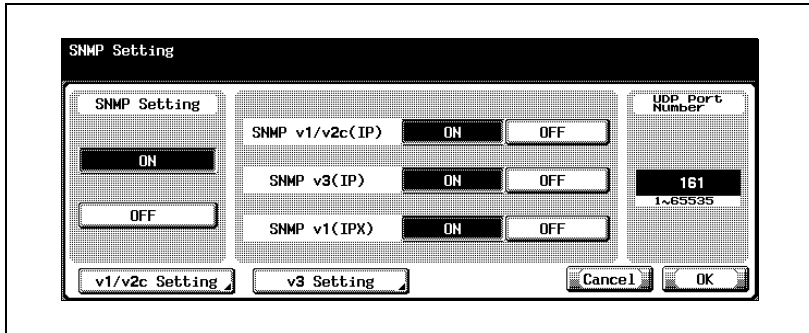 SNMP Setting
SNMP Setting
ON
OFF
SNMP v1/v2c(IP) ON OFF
SNMP v3(IP) ON OFF
SNMP v1(IPX) ON OFF
UDP Port
Number
161
1~65535
v1/v2c Setting v3 Setting Cancel OK